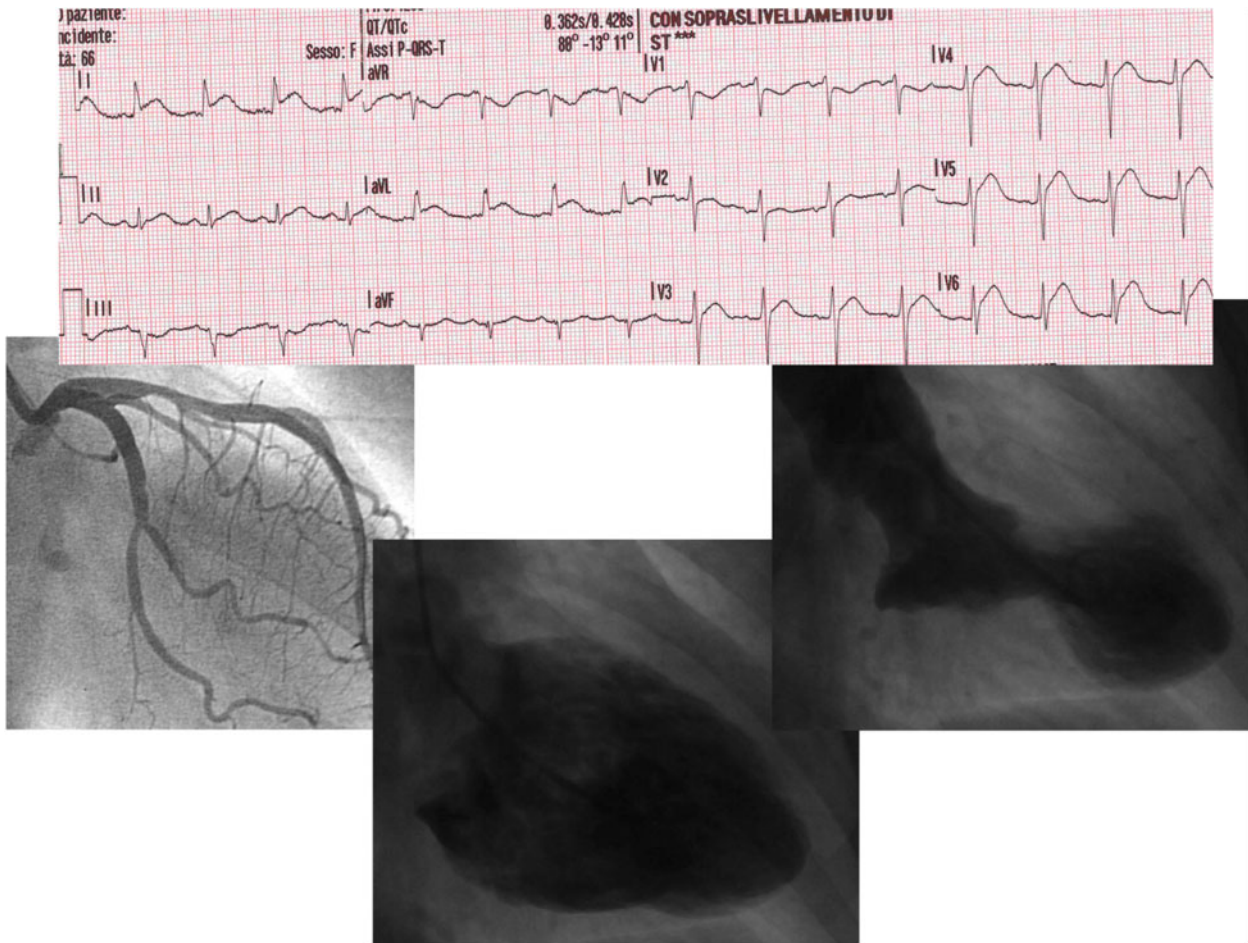 paziente:
QT/QTc 0.362s/0.428s CON SOPRASLIVELLAMENTO DI
ncidente:
tà: 66 Sesso: F Assi P-QRS-T 88° -13° 11° ST ***
I aVR V1 V4
II aVL V2 V5
III aVF V3 V6